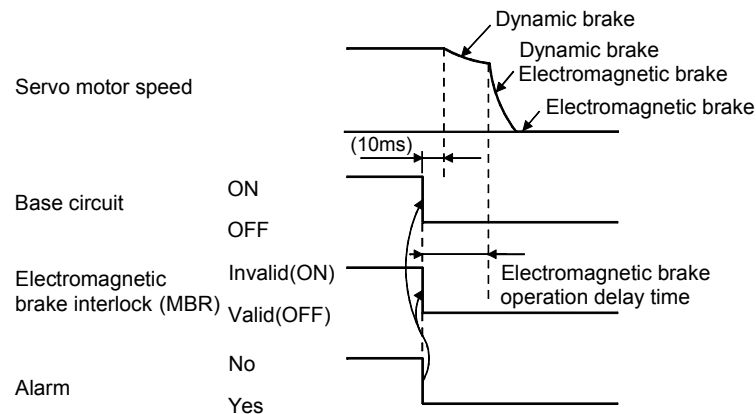 Dynamic brake
Dynamic brake
Electromagnetic brake
Servo motor speed
Electromagnetic brake
(10ms)
ON
Base circuit
OFF
Electromagnetic
brake interlock (MBR)
Invalid(ON)
Valid(OFF)
Electromagnetic brake
operation delay time
No
Alarm
Yes